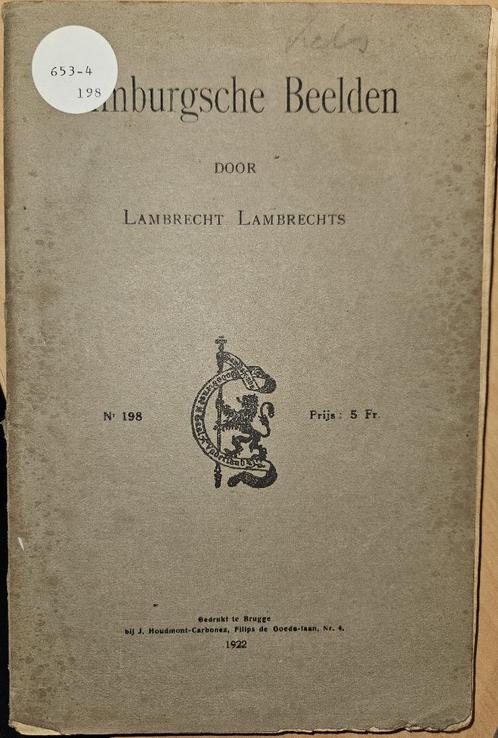 653-4
198
mburgsche Beelden
DOOR
LAMBRECHT LAMBRECHTS
Nr 198
Prijs : 5 Fr.
Gedrukt te Brugge
bij J. Houdmont-Carbonez, Filips de Goede-laan, Nr. 4.
1922